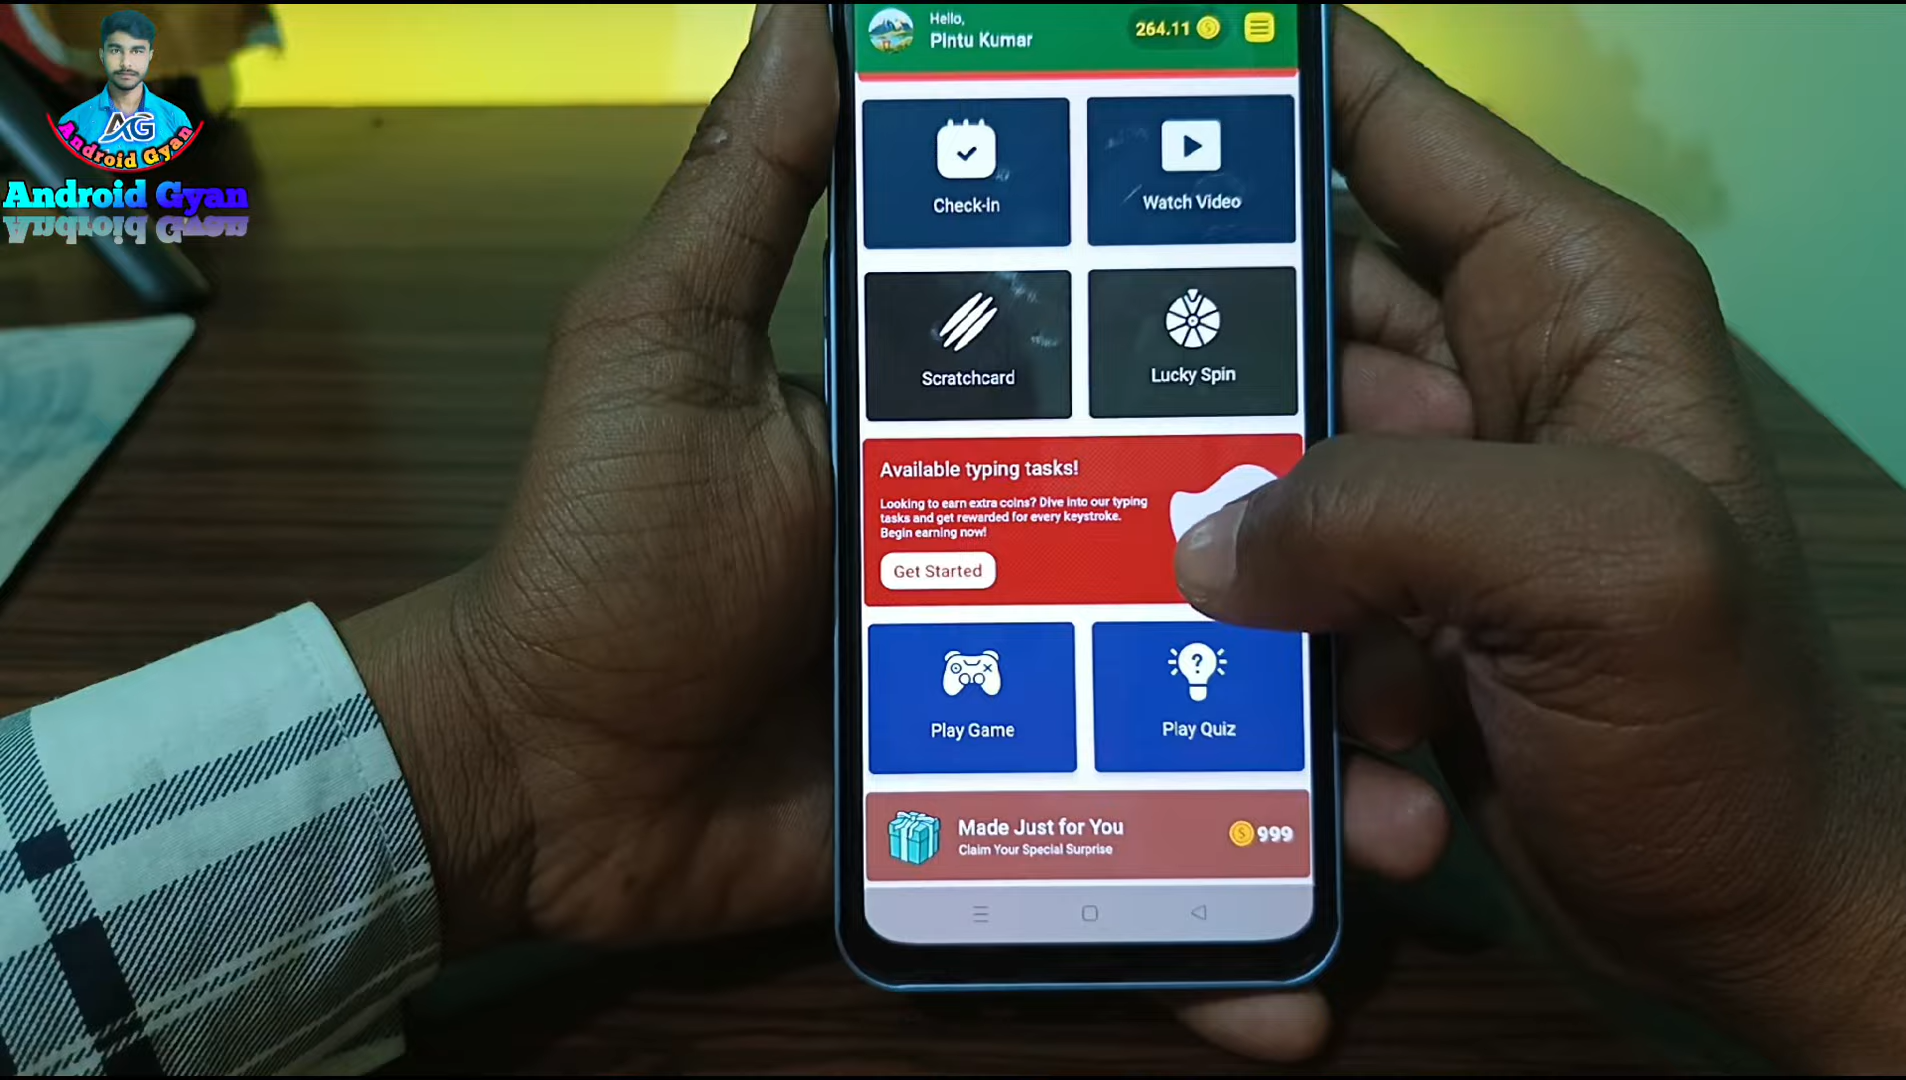 AG
Android Gyan
Android Gyan
Hello,
Pintu Kumar
264.11
Check-in
Watch Video
Scratchcard
Lucky Spin
Available typing tasks!
Looking to earn extra coins? Dive into our typing
tasks and get rewarded for every keystroke.
Begin earning now!
Get Started
Play Game
Play Quiz
Made Just for You
Claim Your Special Surprise
999